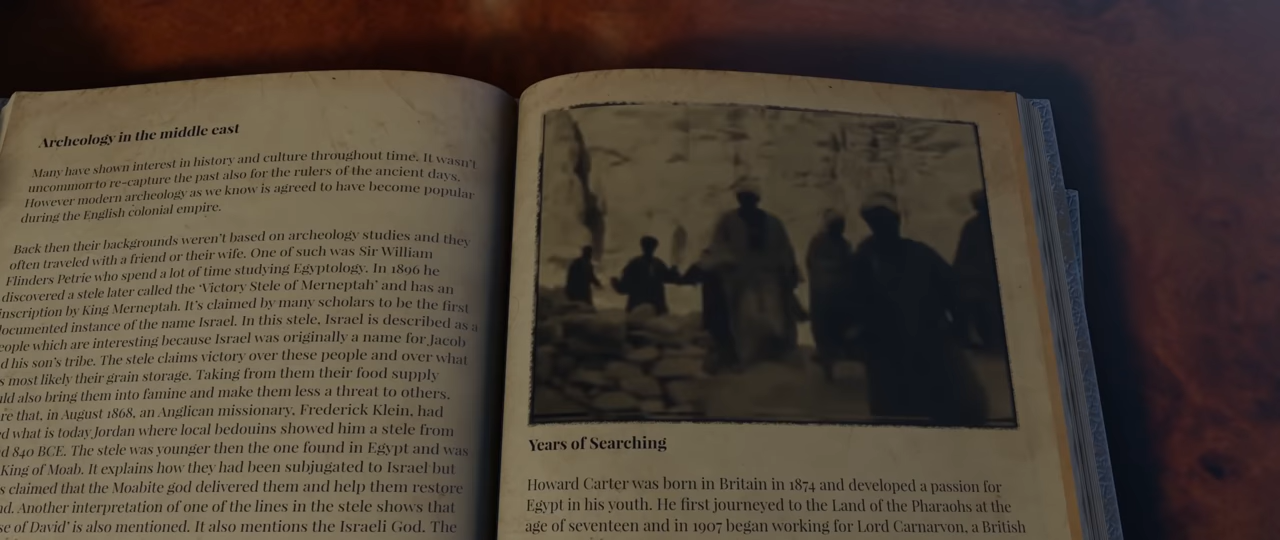 Archeology in the middle east
Many have shown interest in history and culture throughout time. It wasn't
uncommon to re-capture the past also for the rulers of the ancient days,
However modern archeology as we know is agreed to have become popular
during the English colonial empire.
Back then their backgrounds weren't based on archeology studies and they
often traveled with a friend or their wife. One of such was Sir William
Flinders Petrie who spend a lot of time studying Egyptology. In 1896 he
discovered a stele later called the 'Victory Stele of Merneptah' and has an
inscription by King Merneptah. It's claimed by many scholars to be the first
documented instance of the name Israel. In this stele, Israel is described as a
people which are interesting because Israel was originally a name for Jacob
his son's tribe. The stele claims victory over these people and over what
most likely their grain storage. Taking from them their food supply
also bring them into famine and make them less a threat to others.
that, in August 1868, an Anglican missionary, Frederick Klein, had
what is today Jordan where local bedouins showed him a stele from
840 BCE. The stele was younger then the one found in Egypt and was
King of Moab. It explains how they had been subjugated to Israel but
claimed that the Moabite god delivered them and help them restore
Another interpretation of one of the lines in the stele shows that
of David' is also mentioned. It also mentions the Israeli God. The
Years of Searching
Howard Carter was born in Britain in 1874 and developed a passion for
Egypt in his youth. He first journeyed to the Land of the Pharaohs at the
age of seventeen and in 1907 began working for Lord Carnarvon, a British